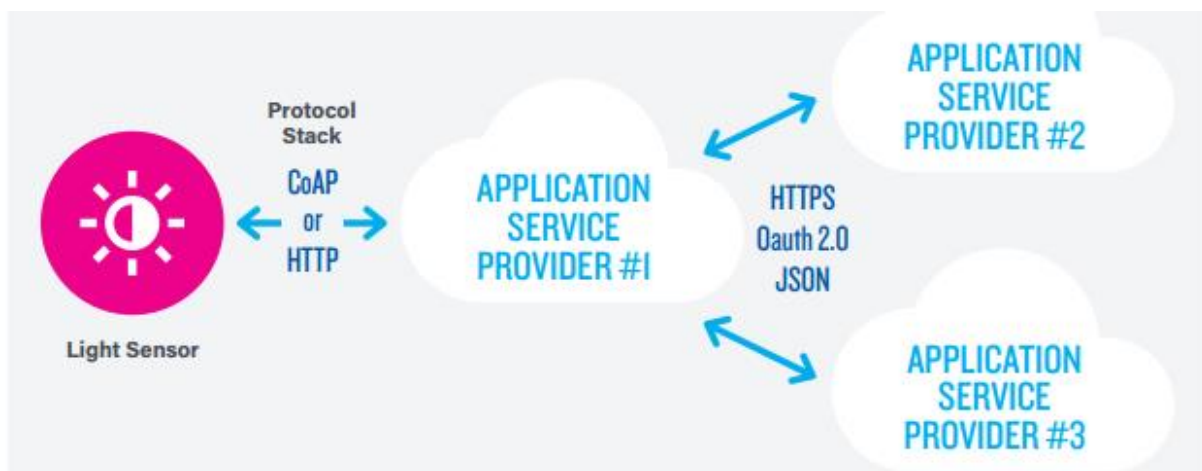 Protocol
Stack
CoAP
or
HTTP
Light Sensor
APPLICATION
SERVICE
PROVIDER #1
HTTPS
Oauth 2.0
JSON
APPLICATION
SERVICE
PROVIDER #2
APPLICATION
SERVICE
PROVIDER #3